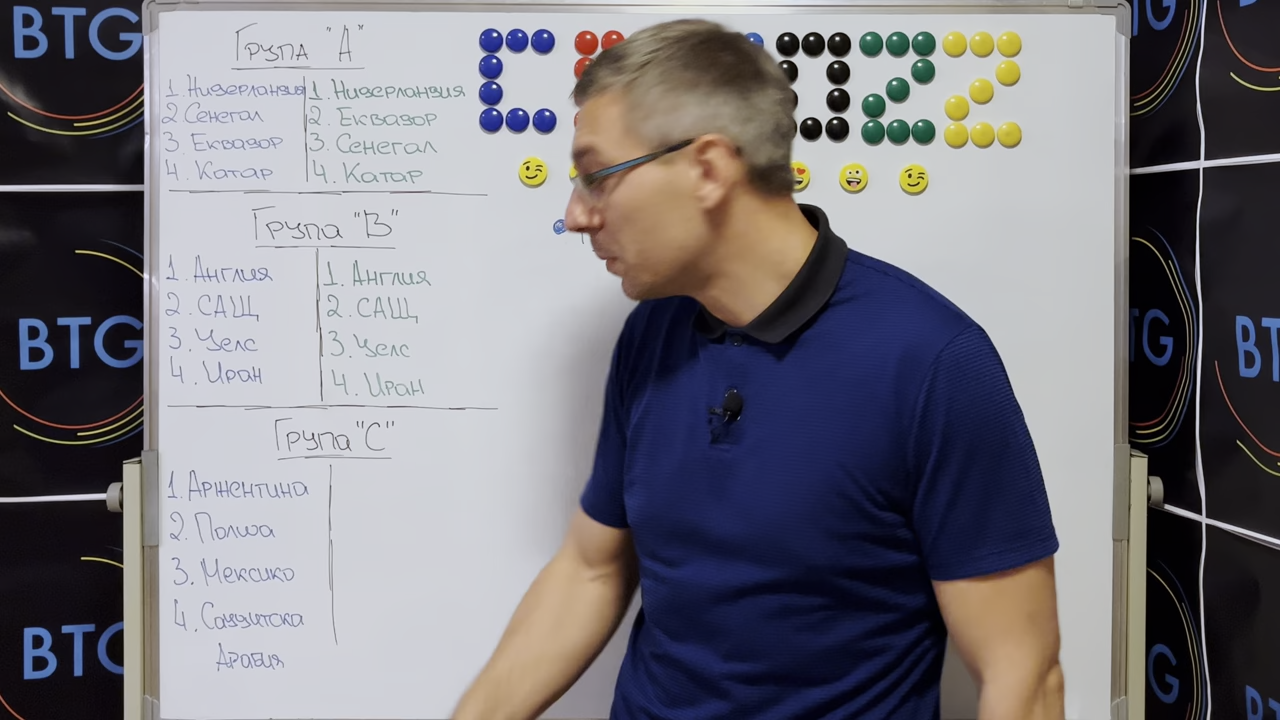 BTG
BTG
BTG
Група "А"
1. Нидерландия
2 Сенегал
3. Еквадор
4. Катар
1. Нидерландия
2. Еквадор
3. Сенегал
4. Катар
Група "B"
1. Англия
2. САЩ
3. Уелс
4. Иран
1. Англия
2. САЩ
3. Уелс
4. Иран
Група "C"
1. Аржентина
2. Полша
3. Мексико
4. Саудитска
Арабия
022
BTG
BTG